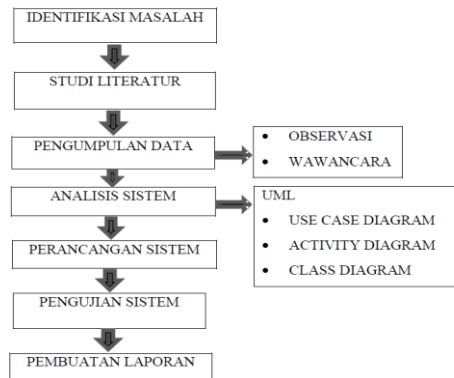 IDENTIFIKASI MASALAH
STUDI LITERATUR
PENGUMPULAN DATA
• OBSERVASI
• WAWANCARA
ANALISIS SISTEM
UML
• USE CASE DIAGRAM
• ACTIVITY DIAGRAM
• CLASS DIAGRAM
PERANCANGAN SISTEM
PENGUJIAN SISTEM
PEMBUATAN LAPORAN